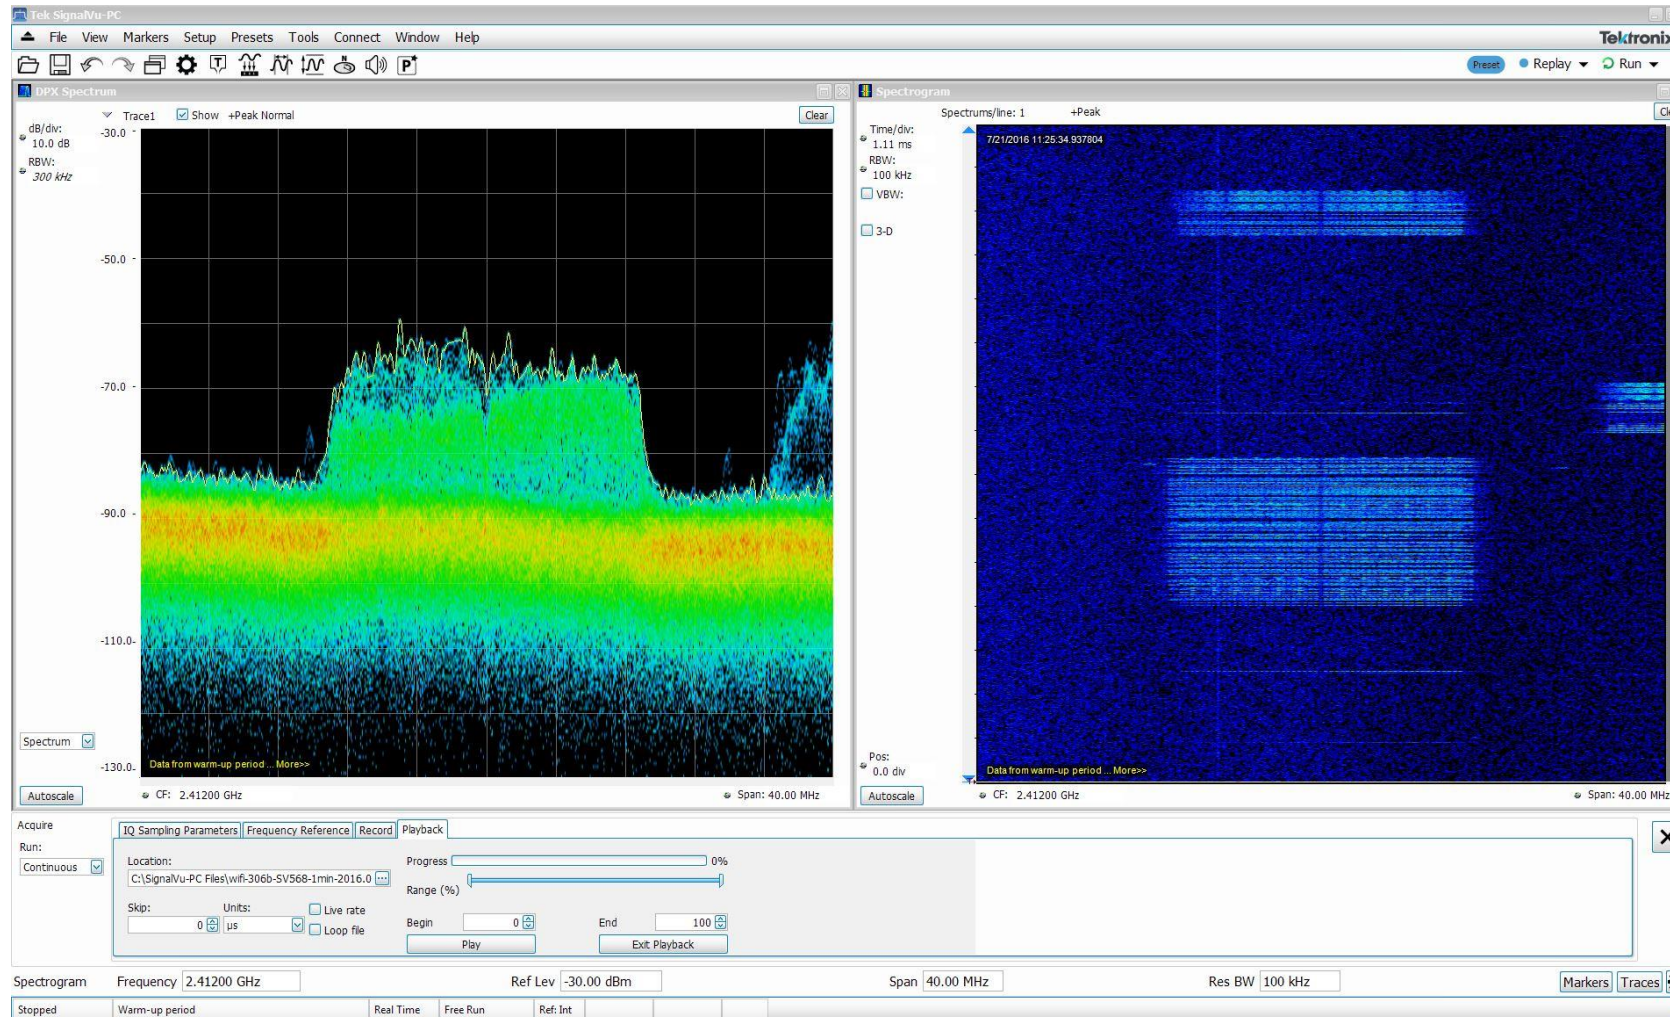 Tek SignalVu-PC
File View Markers Setup Presets Tools Connect Window Help
Tektronix
T P* Preset Replay Run
DPX Spectrum
Trace1 Show +Peak Normal Clear
dB/div:
10.0 dB
RBW:
300 kHz
-30.0
-50.0
-70.0
-90.0
-110.0
-130.0
Spectrum
Data from warm-up period ... More>>
Autoscale CF: 2.41200 GHz Span: 40.00 MHz
Spectrogram
Spectrums/line: 1 +Peak
Time/div:
1.11 ms
RBW:
100 kHz
VBW:
3-D
7/21/2016 11:25:34.937804
Pos:
0.0 div
Data from warm-up period ... More>>
Autoscale CF: 2.41200 GHz Span: 40.00 MHz
Acquire
Run:
Continuous
IQ Sampling Parameters Frequency Reference Record Playback
Location:
C:\SignalVu-PC Files\wifi-306b-SV568-1min-2016.0 ...
Skip: Units:
0 µs
Live rate
Loop file
Progress 0%
Range (%)
Begin 0 End 100
Play Exit Playback
Spectrogram Frequency 2.41200 GHz Ref Lev -30.00 dBm Span 40.00 MHz Res BW 100 kHz Markers Traces
Stopped Warm-up period Real Time Free Run Ref: Int